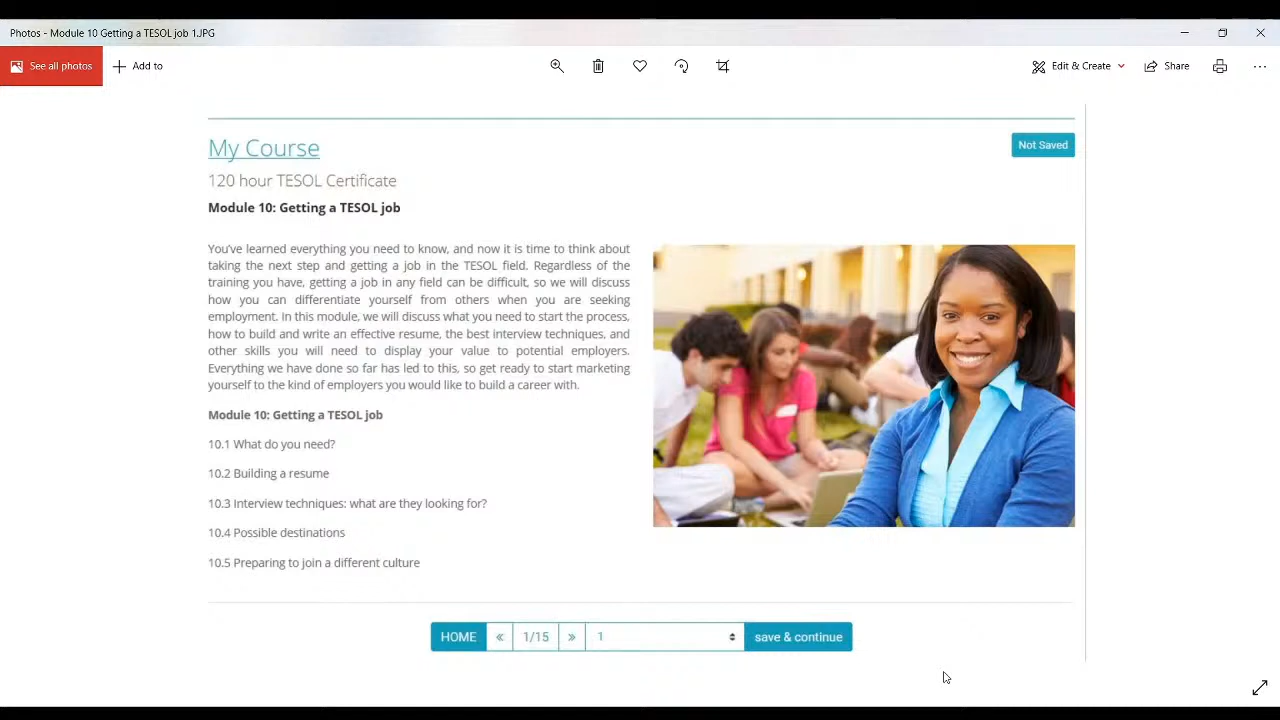 Photos - Module 10 Getting a TESOL job 1.JPG
See all photos
Add to
Edit & Create
Share
My Course
Not Saved
120 hour TESOL Certificate
Module 10: Getting a TESOL job
You've learned everything you need to know, and now it is time to think about
taking the next step and getting a job in the TESOL field. Regardless of the
training you have, getting a job in any field can be difficult, so we will discuss
how you can differentiate yourself from others when you are seeking
employment. In this module, we will discuss what you need to start the process,
how to build and write an effective resume, the best interview techniques, and
other skills you will need to display your value to potential employers.
Everything we have done so far has led to this, so get ready to start marketing
yourself to the kind of employers you would like to build a career with.
Module 10: Getting a TESOL job
10.1 What do you need?
10.2 Building a resume
10.3 Interview techniques: what are they looking for?
10.4 Possible destinations
10.5 Preparing to join a different culture
HOME « 1/15 » 1 save & continue